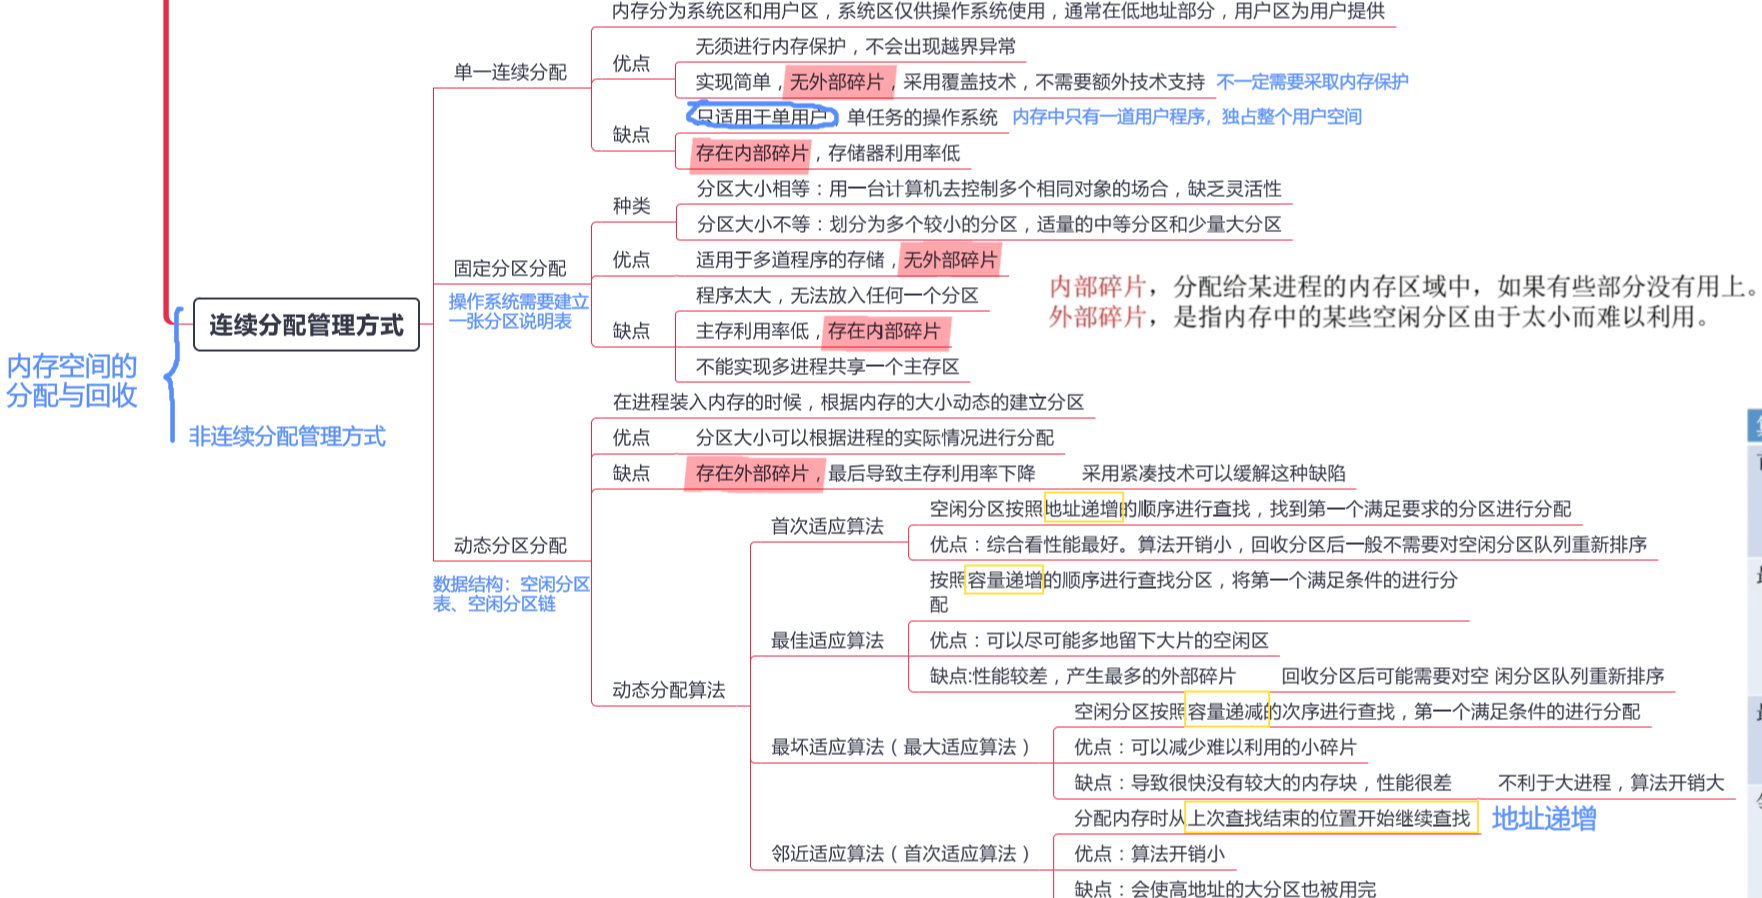 内存分为系统区和用户区，系统区仅供操作系统使用，通常在低地址部分，用户区为用户提供
单一连续分配
优点
无须进行内存保护，不会出现越界异常
实现简单，无外部碎片，采用覆盖技术，不需要额外技术支持 不一定需要采取内存保护
缺点
只适用于单用户，单任务的操作系统 内存中只有一道用户程序，独占整个用户空间
存在内部碎片，存储器利用率低
固定分区分配
操作系统需要建立
一张分区说明表
种类
分区大小相等：用一台计算机去控制多个相同对象的场合，缺乏灵活性
分区大小不等：划分为多个较小的分区，适量的中等分区和少量大分区
优点
适用于多道程序的存储，无外部碎片
缺点
程序太大，无法放入任何一个分区
主存利用率低，存在内部碎片
不能实现多进程共享一个主存区
内部碎片，分配给某进程的内存区域中，如果有些部分没有用上。
外部碎片，是指内存中的某些空闲分区由于太小而难以利用。
连续分配管理方式
内存空间的
分配与回收
非连续分配管理方式
动态分区分配
数据结构：空闲分区
表、空闲分区链
在进程装入内存的时候，根据内存的大小动态的建立分区
优点
分区大小可以根据进程的实际情况进行分配
缺点
存在外部碎片，最后导致主存利用率下降
采用紧凑技术可以缓解这种缺陷
动态分配算法
首次适应算法
空闲分区按照地址递增的顺序进行查找，找到第一个满足要求的分区进行分配
优点：综合看性能最好。算法开销小，回收分区后一般不需要对空闲分区队列重新排序
最佳适应算法
按照容量递增的顺序进行查找分区，将第一个满足条件的进行分
配
优点：可以尽可能多地留下大片的空闲区
缺点:性能较差，产生最多的外部碎片
回收分区后可能需要对空 闲分区队列重新排序
最坏适应算法（最大适应算法）
空闲分区按照容量递减的次序进行查找，第一个满足条件的进行分配
优点：可以减少难以利用的小碎片
缺点：导致很快没有较大的内存块，性能很差
不利于大进程，算法开销大
邻近适应算法（首次适应算法）
分配内存时从上次查找结束的位置开始继续查找 地址递增
优点：算法开销小
缺点：会使高地址的大分区也被用完